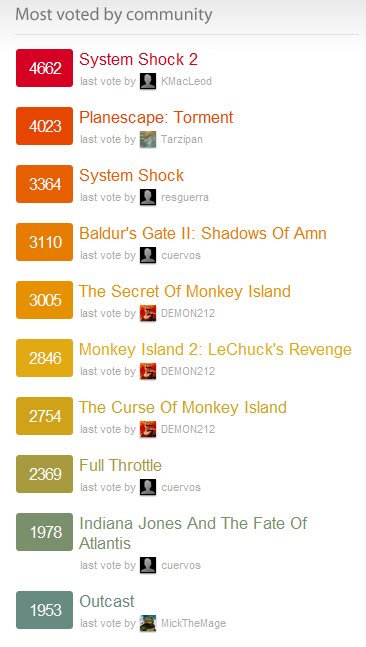 Most voted by community
4662
System Shock 2
last vote by KMacLeod
4023
Planescape: Torment
last vote by Tarzipan
3364
System Shock
last vote by resguerra
3110
Baldur's Gate II: Shadows Of Amn
last vote by cuervos
3005
The Secret Of Monkey Island
last vote by DEMON212
2846
Monkey Island 2: LeChuck's Revenge
last vote by DEMON212
2754
The Curse Of Monkey Island
last vote by DEMON212
2369
Full Throttle
last vote by cuervos
1978
Indiana Jones And The Fate Of
Atlantis
last vote by cuervos
1953
Outcast
last vote by MickTheMage